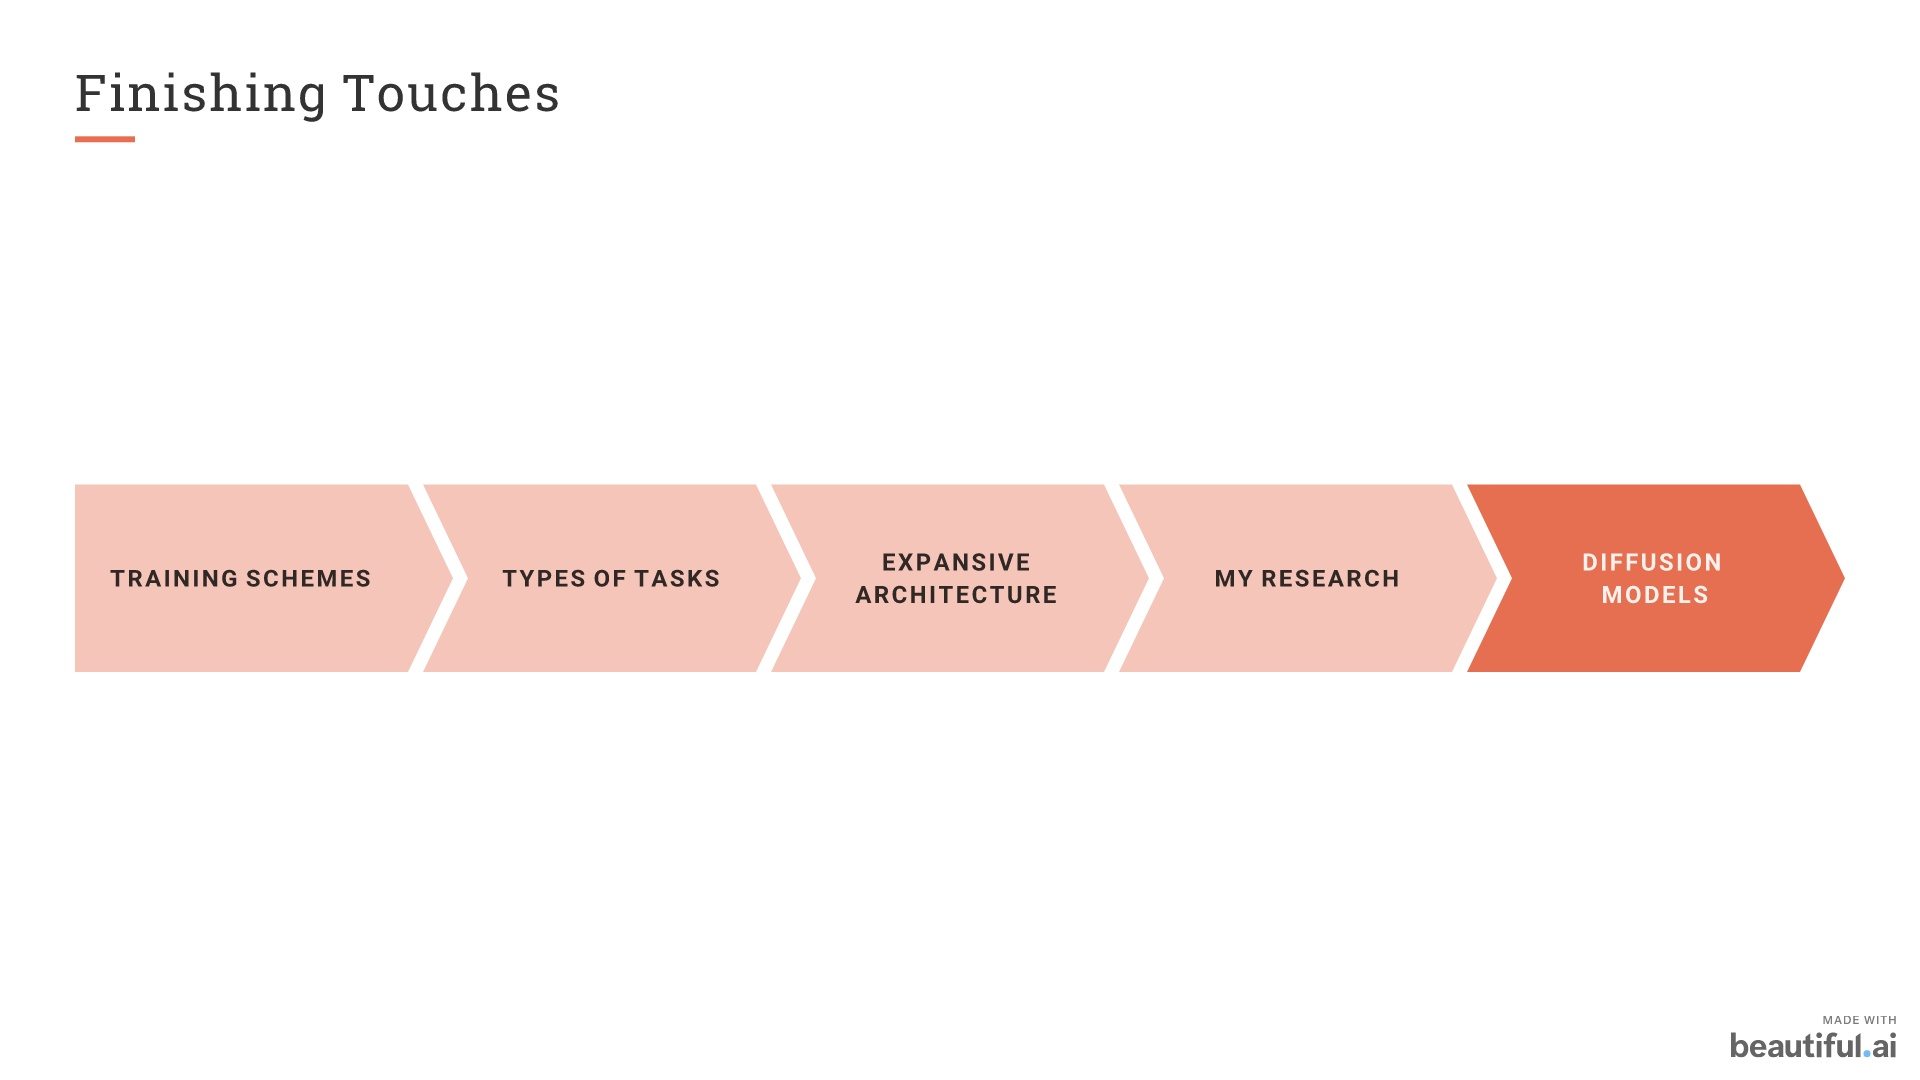 Finishing Touches
TRAINING SCHEMES
TYPES OF TASKS
EXPANSIVE
ARCHITECTURE
MY RESEARCH
DIFFUSION
MODELS
MADE WITH
beautiful.ai